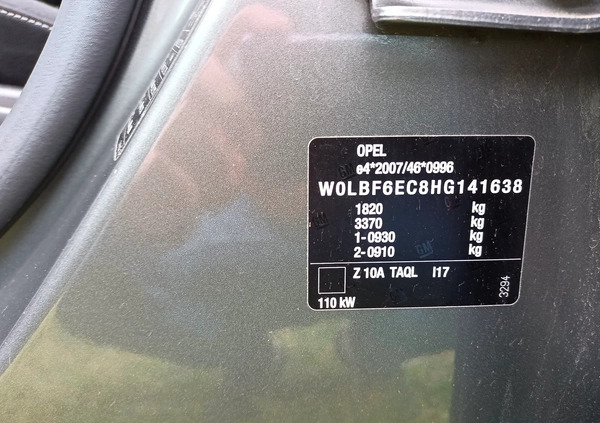 OPEL
e4*2007/46*0996
W0LBF6EC8HG141638
1820 kg
3370 kg
1-0930 kg
2-0910 kg
Z 10A TAQL I17
110 kW
3294